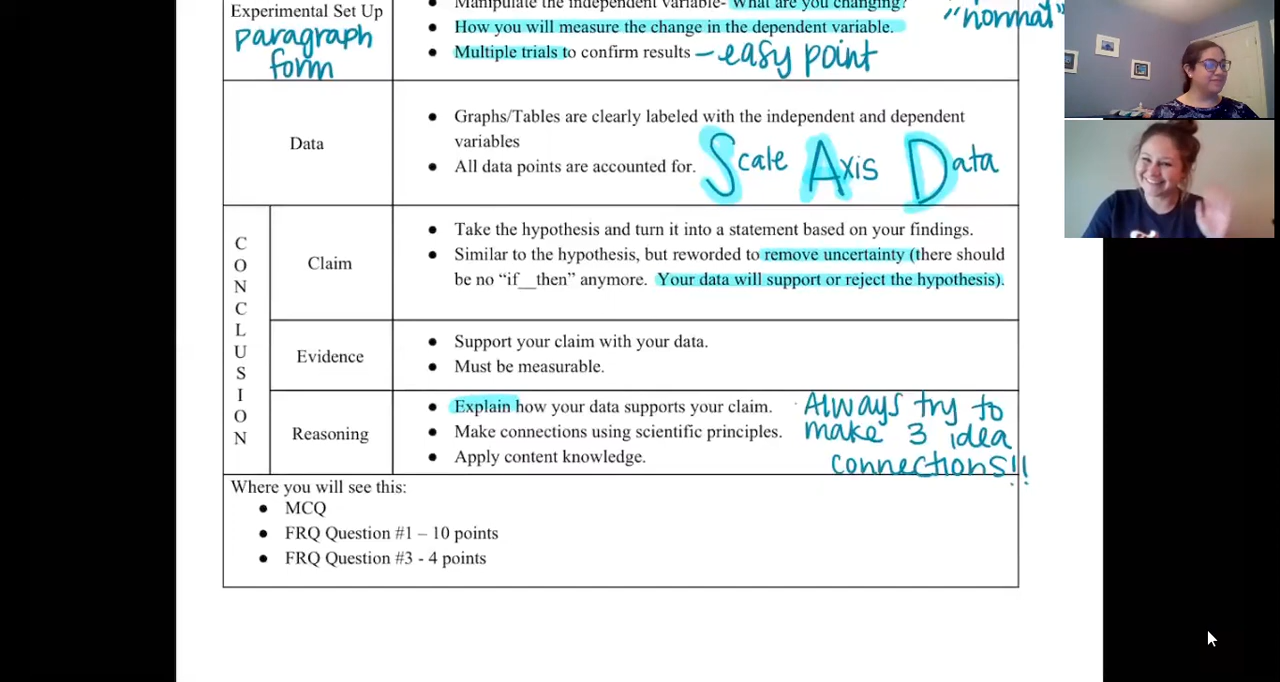 Experimental Set Up
paragraph
form
Manipulate the independent variable- What are you changing?
"normal"
How you will measure the change in the dependent variable.
Multiple trials to confirm results – easy point
Data
Graphs/Tables are clearly labeled with the independent and dependent
variables
All data points are accounted for.
Scale Axis Data
CONCLUSION
Claim
Take the hypothesis and turn it into a statement based on your findings.
Similar to the hypothesis, but reworded to remove uncertainty (there should
be no “if__then” anymore. Your data will support or reject the hypothesis).
Evidence
Support your claim with your data.
Must be measurable.
Reasoning
Explain how your data supports your claim.
Make connections using scientific principles.
Apply content knowledge.
Always try to
make 3 idea
connections!!
Where you will see this:
MCQ
FRQ Question #1 – 10 points
FRQ Question #3 - 4 points